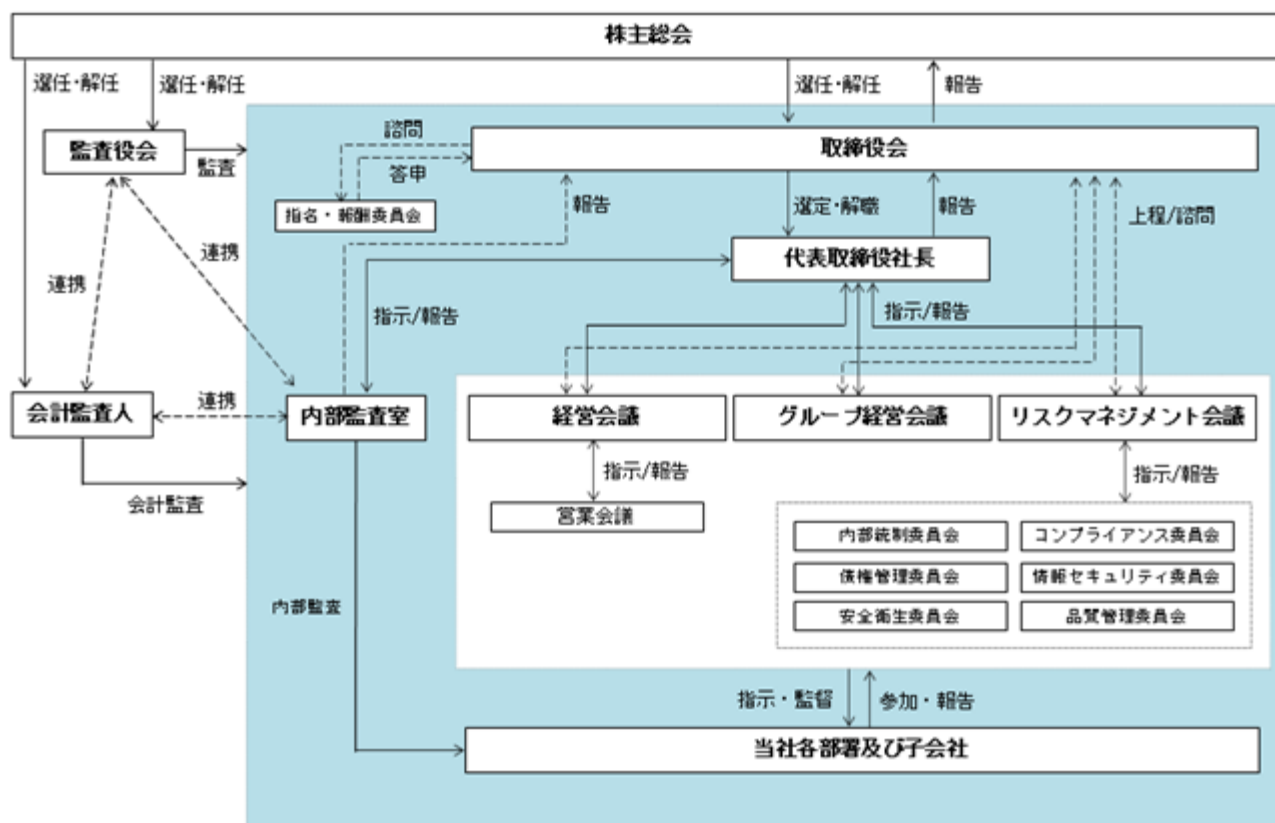 株主総会
選任・解任
選任・解任
選任・解任
報告
監査役会
監査
諮問
答申
取締役会
指名・報酬委員会
報告
選定・解職
報告
上程/諮問
連携
連携
代表取締役社長
指示/報告
指示/報告
会計監査人
連携
内部監査室
経営会議
グループ経営会議
リスクマネジメント会議
会計監査
指示/報告
指示/報告
営業会議
内部統制委員会
コンプライアンス委員会
債権管理委員会
情報セキュリティ委員会
安全衛生委員会
品質管理委員会
内部監査
指示・監督
参加・報告
当社各部署及び子会社